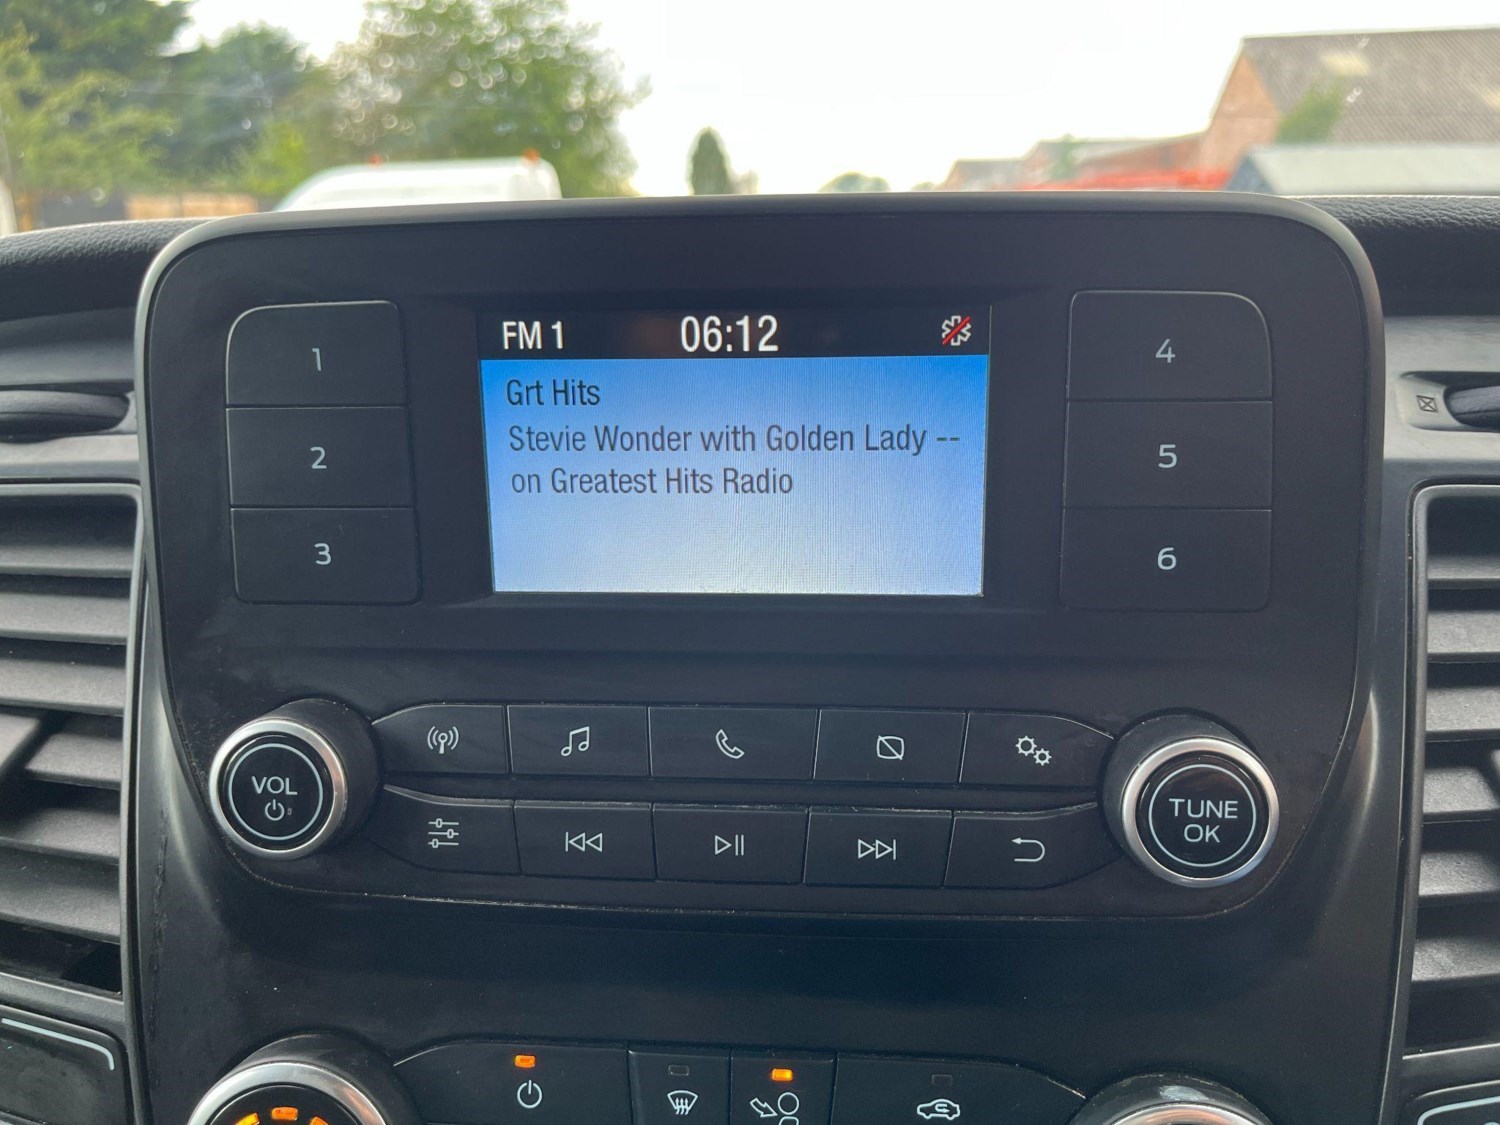 FM 1 06:12
Grt Hits
Stevie Wonder with Golden Lady --
on Greatest Hits Radio
1
2
3
4
5
6
VOL
TUNE
OK